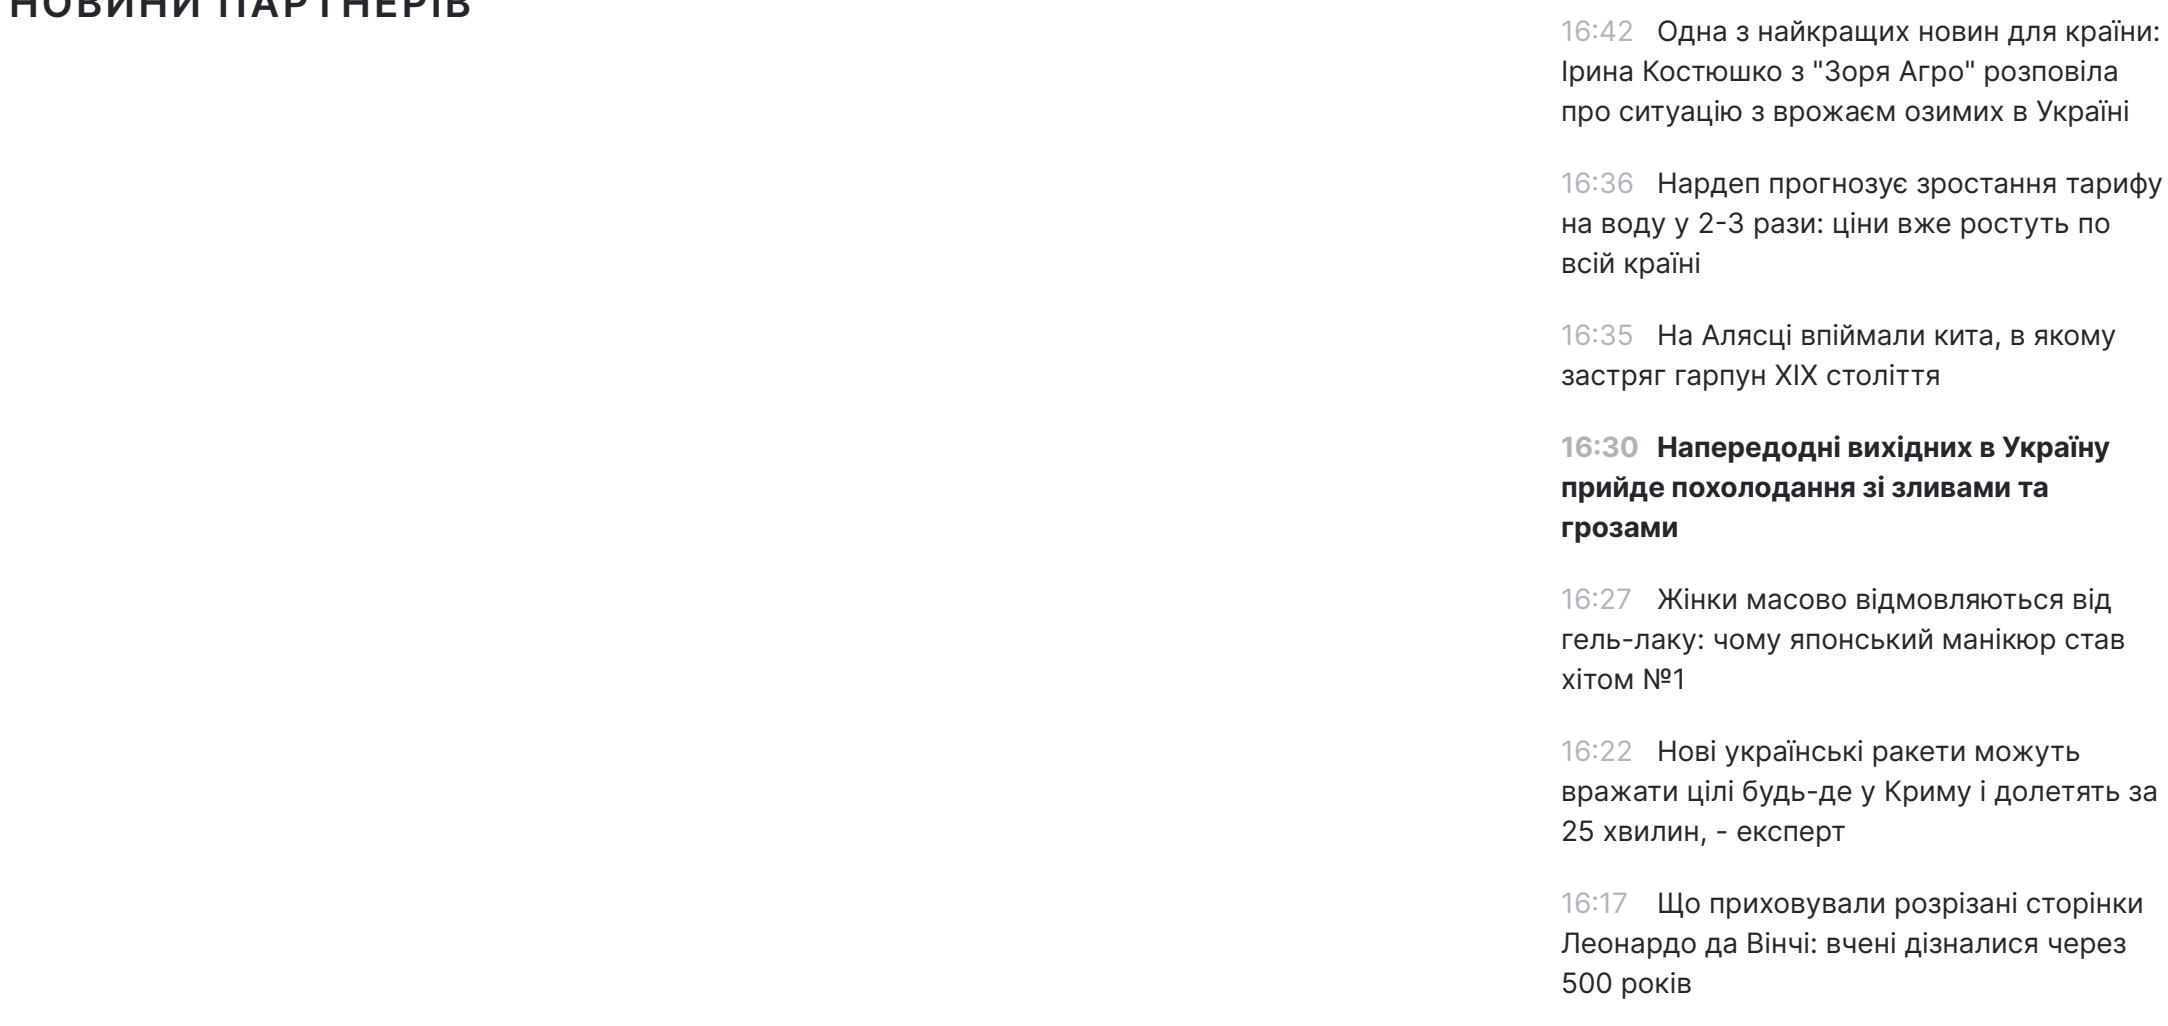 НОВИНИ ПАРТНЕРІВ
16:42 Одна з найкращих новин для країни:
Ірина Костюшко з "Зоря Агро" розповіла
про ситуацію з врожаєм озимих в Україні
16:36 Нардеп прогнозує зростання тарифу
на воду у 2-3 рази: ціни вже ростуть по
всій країні
16:35 На Алясці впіймали кита, в якому
застряг гарпун XIX століття
16:30 Напередодні вихідних в Україну
прийде похолодання зі зливами та
грозами
16:27 Жінки масово відмовляються від
гель-лаку: чому японський манікюр став
хітом №1
16:22 Нові українські ракети можуть
вражати цілі будь-де у Криму і долетять за
25 хвилин, - експерт
16:17 Що приховували розрізані сторінки
Леонардо да Вінчі: вчені дізналися через
500 років